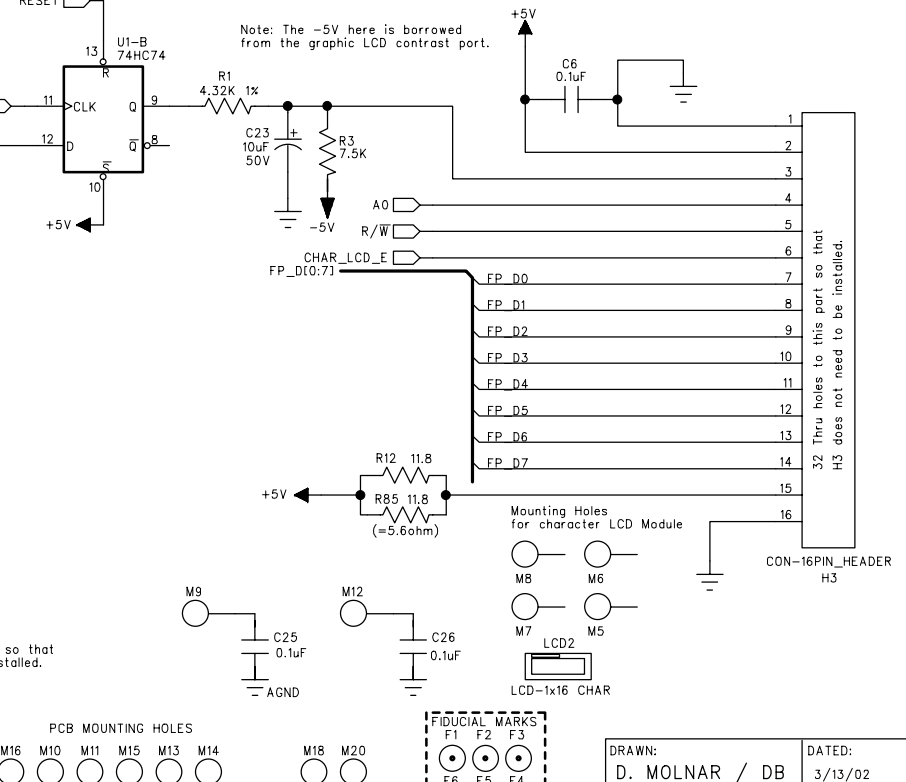 RESET
Note: The -5V here is borrowed
from the graphic LCD contrast port.
+5V
U1-B
74HC74
13
R
11
>CLK
Q
9
12
D
Q
8
S
10
+5V
R1
4.32K 1%
C23
10uF
50V
+
R3
7.5K
-5V
C6
0.1uF
1
2
3
A0
4
R/W
5
CHAR_LCD_E
6
FP_D[0:7]
FP_D0
7
FP_D1
8
FP_D2
9
FP_D3
10
FP_D4
11
FP_D5
12
FP_D6
13
FP_D7
14
15
16
32 Thru holes to this part so that
H3 does not need to be installed.
CON-16PIN_HEADER
H3
+5V
R12 11.8
R85 11.8
(=5.6ohm)
Mounting Holes
for character LCD Module
M8
M6
M7
M5
LCD2
LCD-1x16 CHAR
M9
C25
0.1uF
AGND
M12
C26
0.1uF
so that
stalled.
PCB MOUNTING HOLES
M16 M10 M11 M15 M13 M14 M18 M20
FIDUCIAL MARKS
F1 F2 F3
F6 F5 F4
DRAWN:
D. MOLNAR / DB
DATED:
3/13/02